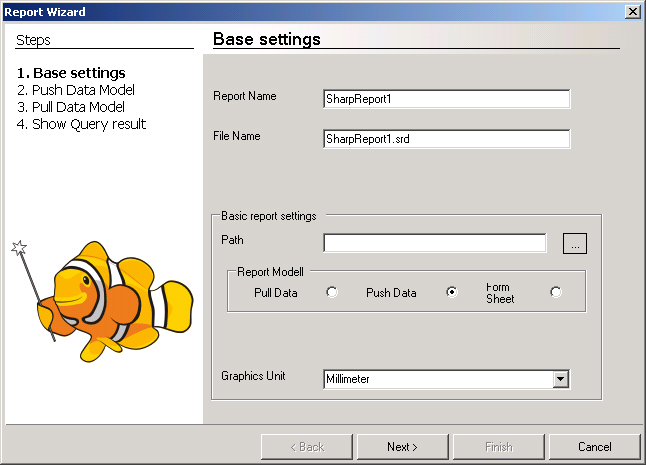 Report Wizard
Steps
Base settings
1. Base settings
2. Push Data Model
3. Pull Data Model
4. Show Query result
Report Name
SharpReport1
File Name
SharpReport1.srd
Basic report settings
Path
...
Report Modell
Pull Data
Push Data
Form
Sheet
Graphics Unit
Millimeter
< Back
Next >
Finish
Cancel